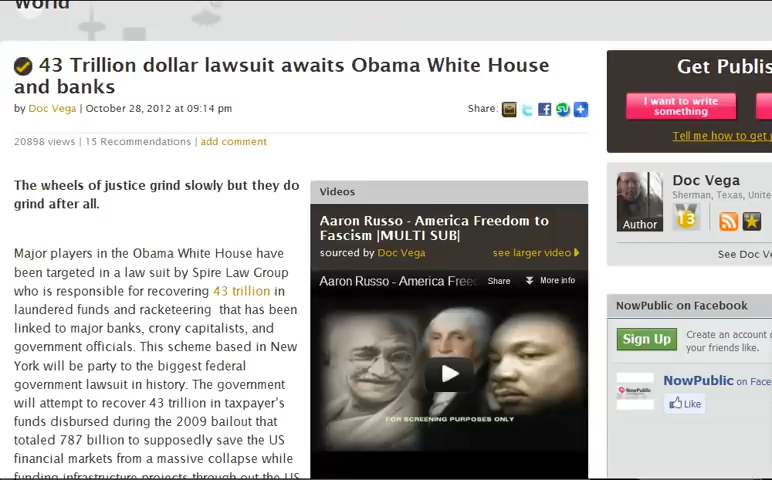 World
43 Trillion dollar lawsuit awaits Obama White House
and banks
by Doc Vega | October 28, 2012 at 09:14 pm
Share:
20898 views | 15 Recommendations | add comment
The wheels of justice grind slowly but they do
grind after all.
Major players in the Obama White House have
been targeted in a law suit by Spire Law Group
who is responsible for recovering 43 trillion in
laundered funds and racketeering that has been
linked to major banks, crony capitalists, and
government officials. This scheme based in New
York will be party to the biggest federal
government lawsuit in history. The government
will attempt to recover 43 trillion in taxpayer's
funds disbursed during the 2009 bailout that
totaled 787 billion to supposedly save the US
financial markets from a massive collapse while
funding infrastructure projects through out the US
Videos
Aaron Russo - America Freedom to
Fascism |MULTI SUB|
sourced by Doc Vega
see larger video
Aaron Russo - America Free
Share
More info
FOR SCREENING PURPOSES ONLY
Get Publis
I want to write
something
Tell me how to get
Doc Vega
Sherman, Texas, Unite
13
Author
See Doc Ve
NowPublic on Facebook
Sign Up
Create an account o
your friends like.
NowPublic
NowPublic on Face
Like